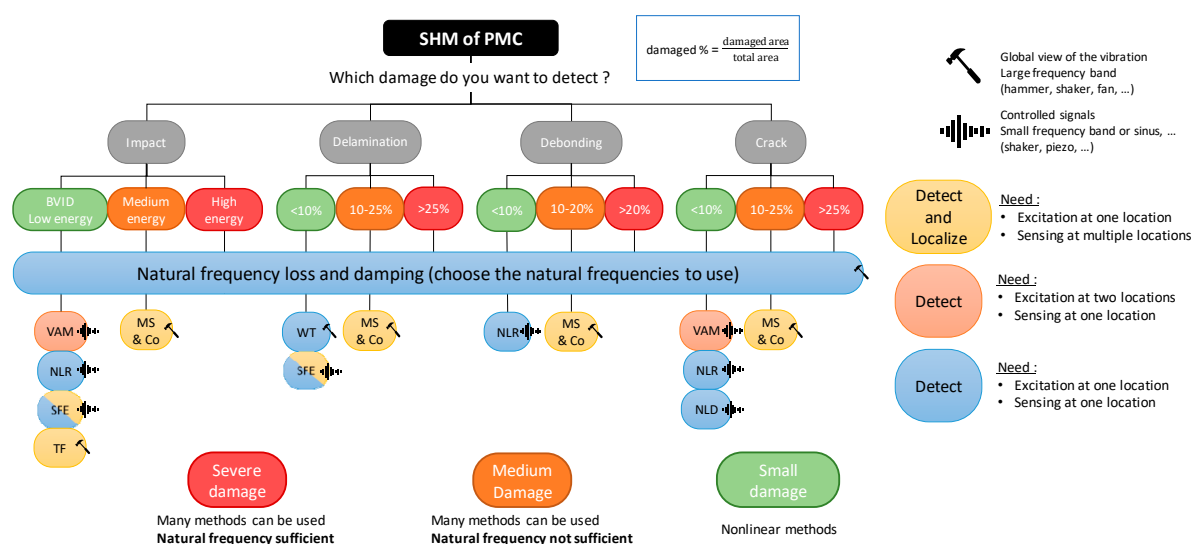 SHM of PMC
damaged % = damaged area
total area
Which damage do you want to detect ?
Global view of the vibration
Large frequency band
(hammer, shaker, fan, …)
Controlled signals
Small frequency band or sinus, …
(shaker, piezo, …)
Impact
Delamination
Debonding
Crack
BVID
Low energy
Medium
energy
High
energy
<10%
10-25%
>25%
<10%
10-20%
>20%
<10%
10-25%
>25%
Natural frequency loss and damping (choose the natural frequencies to use)
VAM
NLR
SFE
TF
MS
& Co
WT
SFE
MS
& Co
NLR
MS
& Co
VAM
NLR
NLD
MS
& Co
Detect
and
Localize
Need :
• Excitation at one location
• Sensing at multiple locations
Detect
Need :
• Excitation at two locations
• Sensing at one location
Detect
Need :
• Excitation at one location
• Sensing at one location
Severe
damage
Many methods can be used
Natural frequency sufficient
Medium
Damage
Many methods can be used
Natural frequency not sufficient
Small
damage
Nonlinear methods